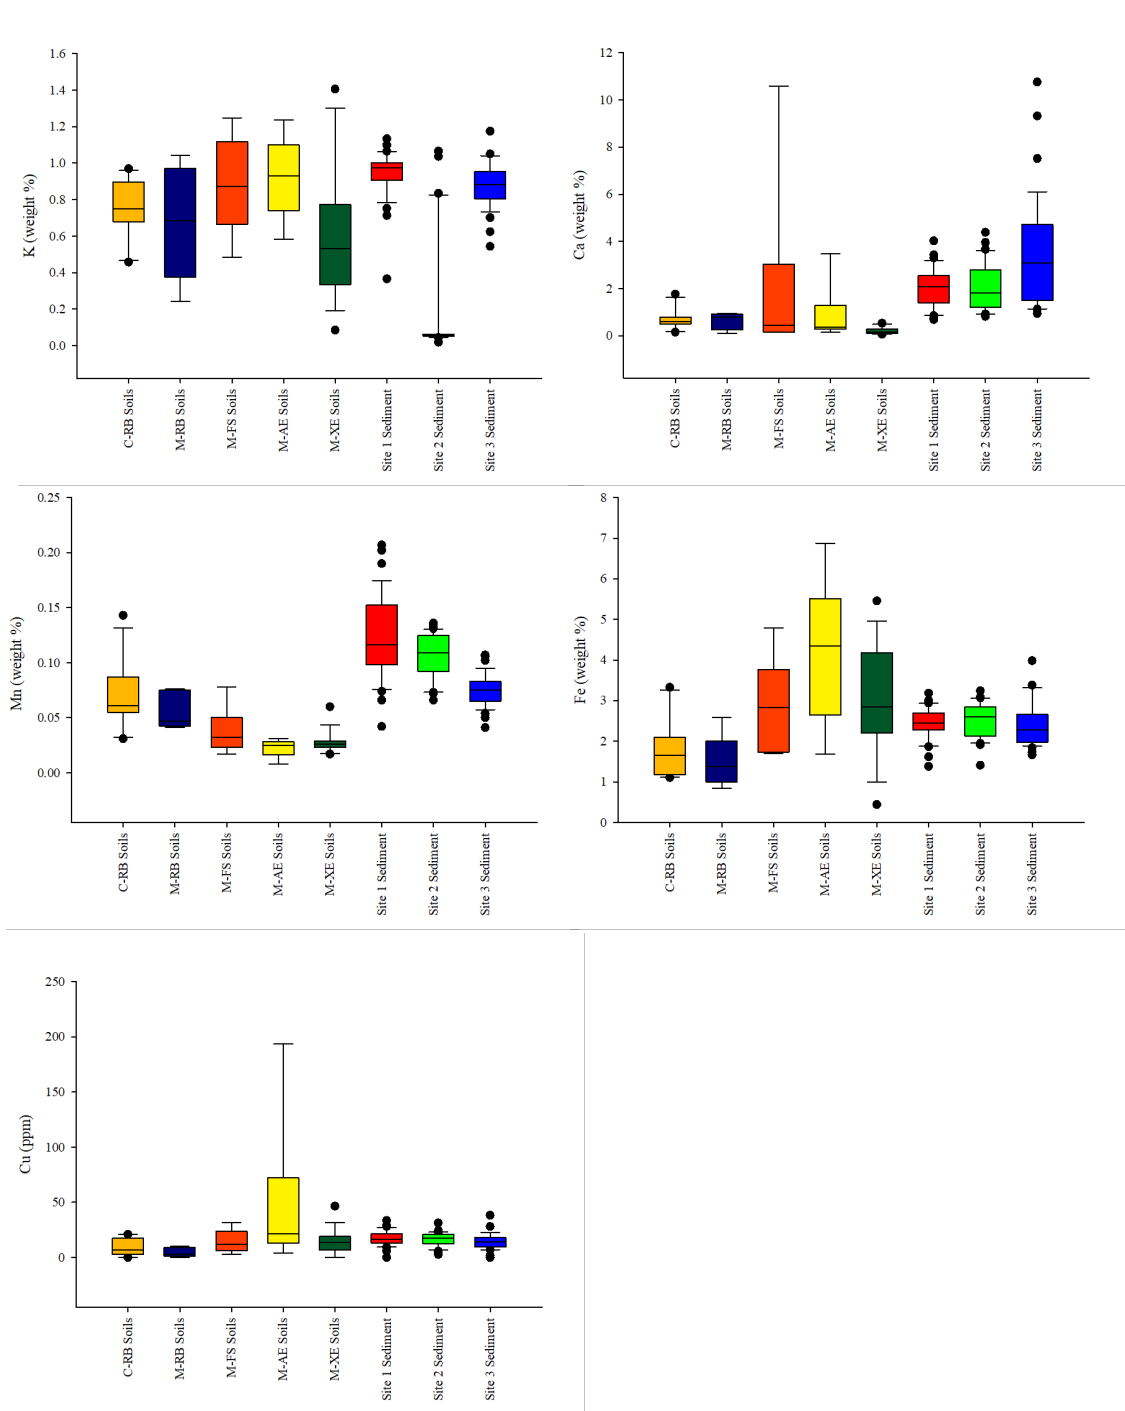 K (weight %)
1.6
1.4
1.2
1.0
0.8
0.6
0.4
0.2
0.0
C-RB Soils
M-RB Soils
M-FS Soils
M-AE Soils
M-XE Soils
Site 1 Sediment
Site 2 Sediment
Site 3 Sediment
Ca (weight %)
12
10
8
6
4
2
0
C-RB Soils
M-RB Soils
M-FS Soils
M-AE Soils
M-XE Soils
Site 1 Sediment
Site 2 Sediment
Site 3 Sediment
Mn (weight %)
0.25
0.20
0.15
0.10
0.05
0.00
C-RB Soils
M-RB Soils
M-FS Soils
M-AE Soils
M-XE Soils
Site 1 Sediment
Site 2 Sediment
Site 3 Sediment
Fe (weight %)
8
7
6
5
4
3
2
1
0
C-RB Soils
M-RB Soils
M-FS Soils
M-AE Soils
M-XE Soils
Site 1 Sediment
Site 2 Sediment
Site 3 Sediment
Cu (ppm)
250
200
150
100
50
0
C-RB Soils
M-RB Soils
M-FS Soils
M-AE Soils
M-XE Soils
Site 1 Sediment
Site 2 Sediment
Site 3 Sediment